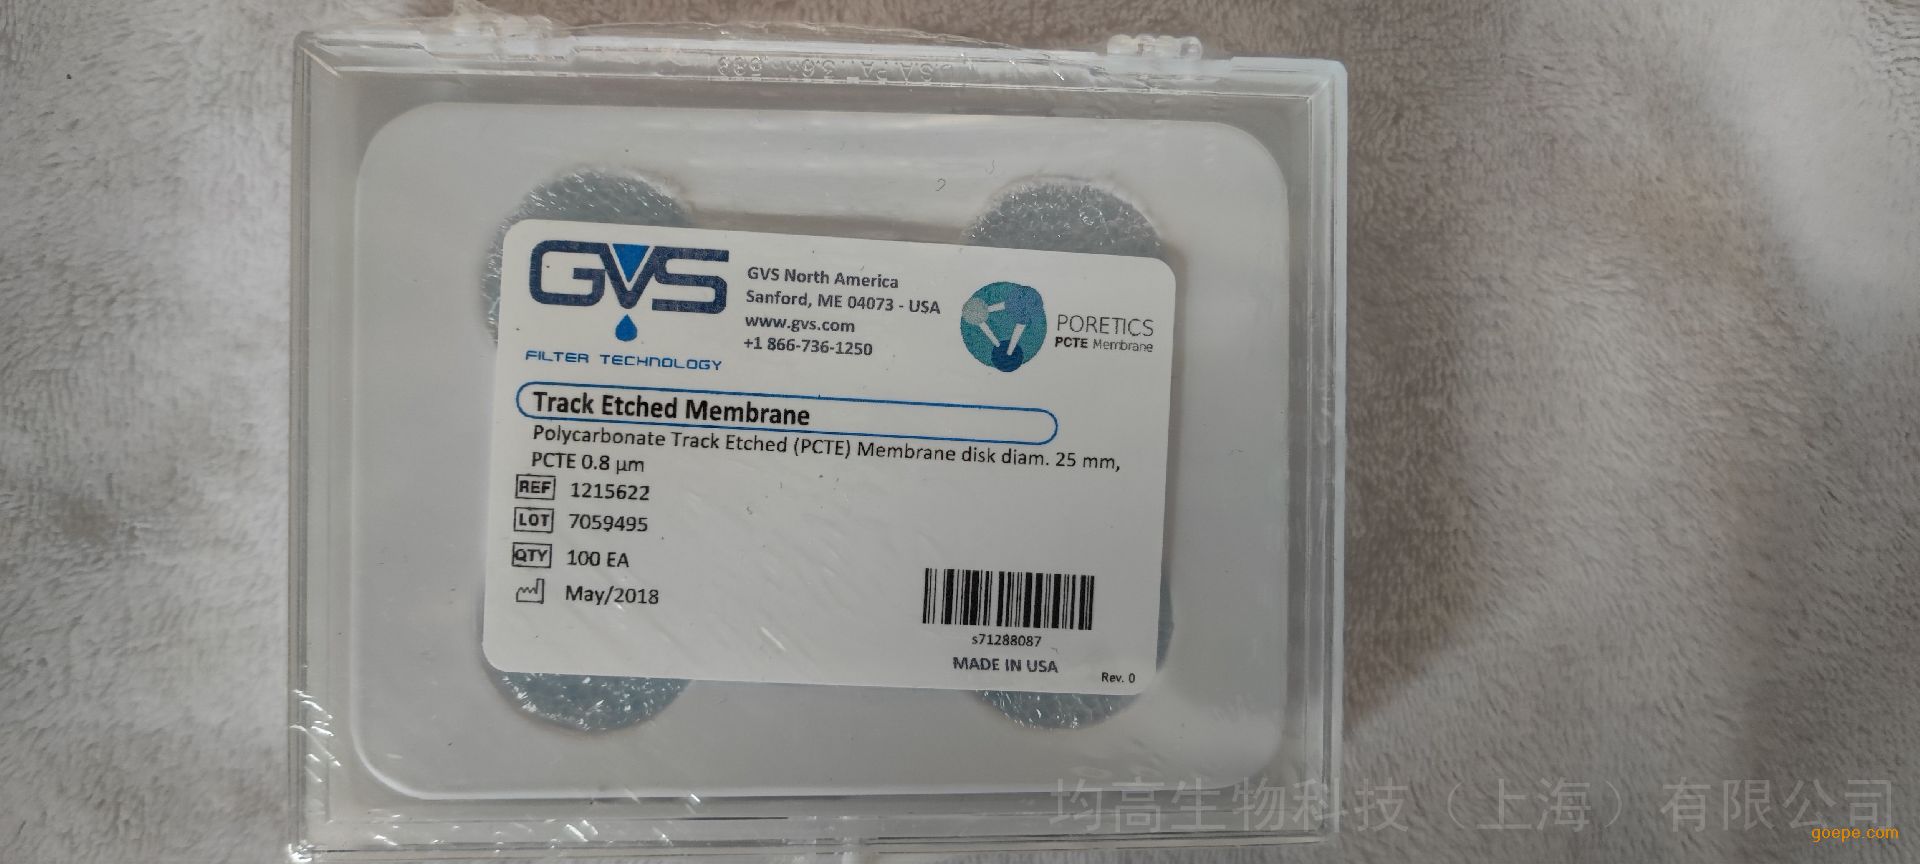 GVS
FILTER TECHNOLOGY
GVS North America
Sanford, ME 04073 - USA
www.gvs.com
+1 866-736-1250
PORETICS
PCTE Membrane
Track Etched Membrane
Polycarbonate Track Etched (PCTE) Membrane disk diam. 25 mm,
PCTE 0.8 µm
REF 1215622
LOT 7059495
QTY 100 EA
May/2018
s71288087
MADE IN USA
Rev. 0
均高生物科技（上海）有限公司
goepe.com